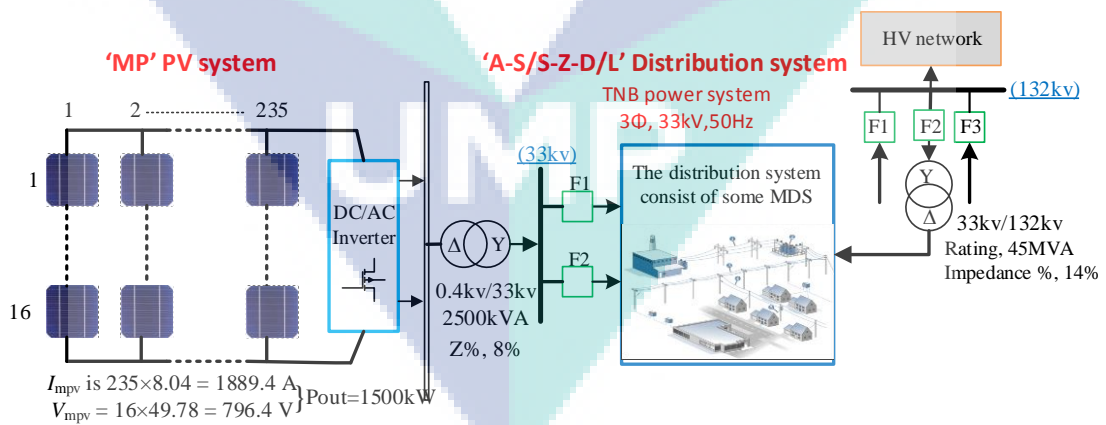 'MP' PV system
1
2
235
1
16
DC/AC
Inverter
Impv is 235×8.04 = 1889.4 A
Vmpv = 16×49.78 = 796.4 V
}Pout=1500kW
Δ
Y
0.4kv/33kv
2500kVA
Z%, 8%
'A-S/S-Z-D/L' Distribution system
TNB power system
3Φ, 33kV,50Hz
(33kv)
F1
F2
The distribution system
consist of some MDS
HV network
(132kv)
F1
F2
F3
Y
Δ
33kv/132kv
Rating, 45MVA
Impedance %, 14%
UMP